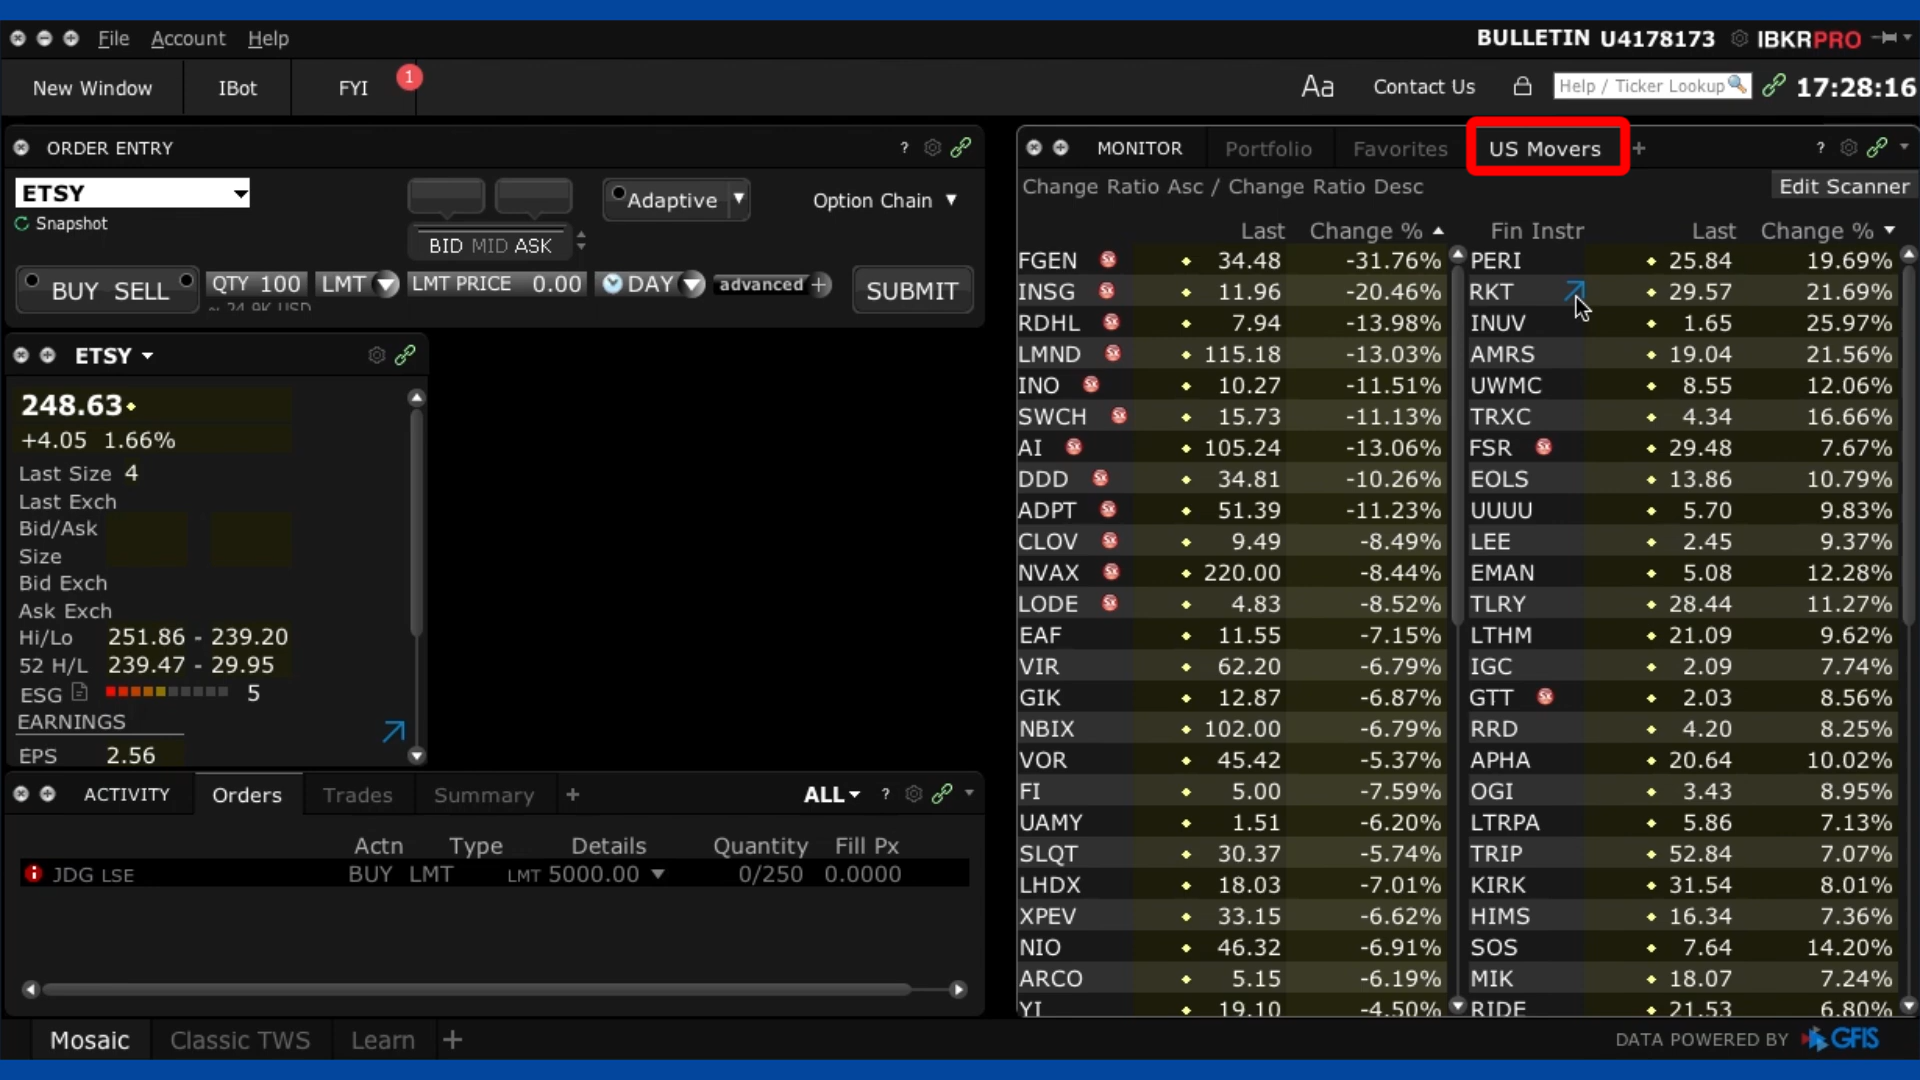 File Account Help
BULLETIN U4178173 IBKRPRO
New Window IBot FYI 1
Aa Contact Us Help / Ticker Lookup 17:28:16
ORDER ENTRY ?
ETSY
Snapshot
Adaptive
Option Chain
BID MID ASK
BUY SELL QTY 100 LMT LMT PRICE 0.00 DAY advanced + SUBMIT
≈ 24.9K USD
ETSY
248.63
+4.05 1.66%
Last Size 4
Last Exch
Bid/Ask
Size
Bid Exch
Ask Exch
Hi/Lo 251.86 - 239.20
52 H/L 239.47 - 29.95
ESG 5
EARNINGS
EPS 2.56
ACTIVITY Orders Trades Summary + ALL ?
Actn Type Details Quantity Fill Px
JDG LSE BUY LMT LMT 5000.00 0/250 0.0000
MONITOR Portfolio Favorites US Movers + ?
Change Ratio Asc / Change Ratio Desc Edit Scanner
Last Change % Fin Instr Last Change %
FGEN 34.48 -31.76% PERI 25.84 19.69%
INSG 11.96 -20.46% RKT 29.57 21.69%
RDHL 7.94 -13.98% INUV 1.65 25.97%
LMND 115.18 -13.03% AMRS 19.04 21.56%
INO 10.27 -11.51% UWMC 8.55 12.06%
SWCH 15.73 -11.13% TRXC 4.34 16.66%
AI 105.24 -13.06% FSR 29.48 7.67%
DDD 34.81 -10.26% EOLS 13.86 10.79%
ADPT 51.39 -11.23% UUUU 5.70 9.83%
CLOV 9.49 -8.49% LEE 2.45 9.37%
NVAX 220.00 -8.44% EMAN 5.08 12.28%
LODE 4.83 -8.52% TLRY 28.44 11.27%
EAF 11.55 -7.15% LTHM 21.09 9.62%
VIR 62.20 -6.79% IGC 2.09 7.74%
GIK 12.87 -6.87% GTT 2.03 8.56%
NBIX 102.00 -6.79% RRD 4.20 8.25%
VOR 45.42 -5.37% APHA 20.64 10.02%
FI 5.00 -7.59% OGI 3.43 8.95%
UAMY 1.51 -6.20% LTRPA 5.86 7.13%
SLQT 30.37 -5.74% TRIP 52.84 7.07%
LHDX 18.03 -7.01% KIRK 31.54 8.01%
XPEV 33.15 -6.62% HIMS 16.34 7.36%
NIO 46.32 -6.91% SOS 7.64 14.20%
ARCO 5.15 -6.19% MIK 18.07 7.24%
YI 19.10 -4.50% RIDE 21.53 6.80%
Mosaic Classic TWS Learn +
DATA POWERED BY GFIS